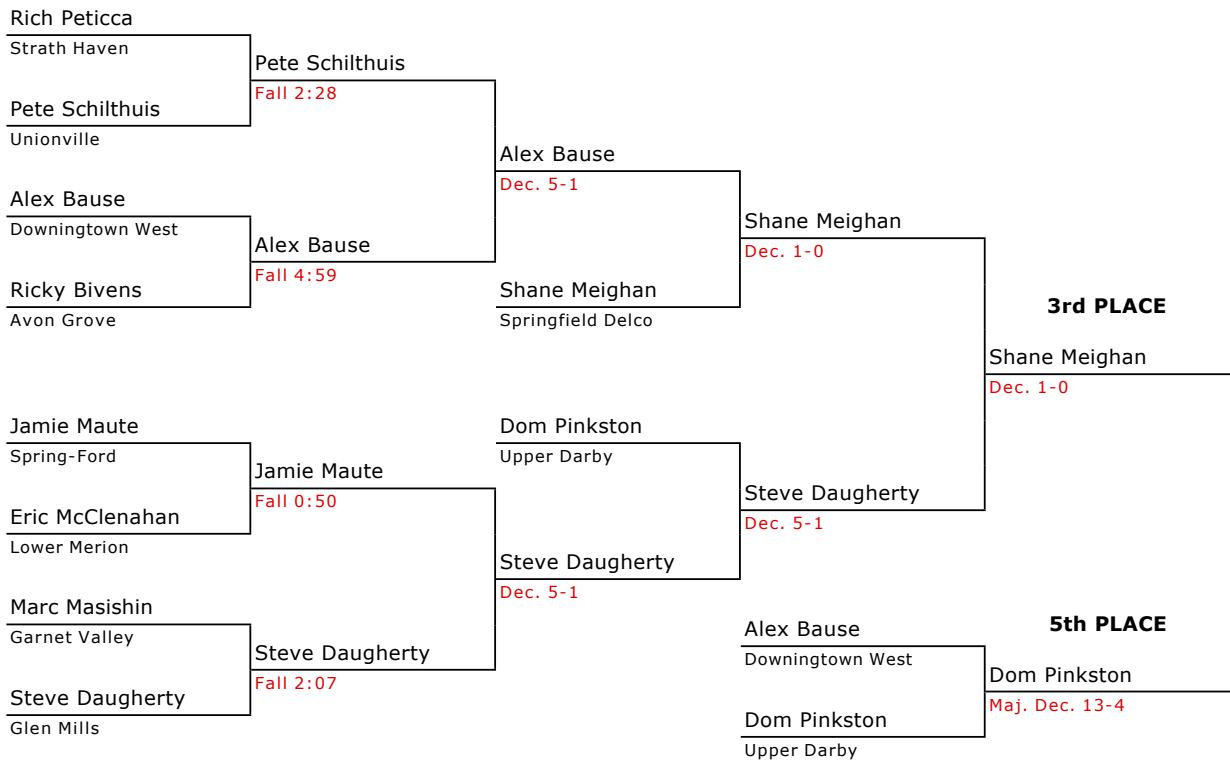 Rich Peticca
Strath Haven
Pete Schilthuis
Fall 2:28
Pete Schilthuis
Unionville
Alex Bause
Dec. 5-1
Alex Bause
Downingtown West
Shane Meighan
Dec. 1-0
Alex Bause
Fall 4:59
Ricky Bivens
Avon Grove
Shane Meighan
Springfield Delco
3rd PLACE
Shane Meighan
Dec. 1-0
Jamie Maute
Spring-Ford
Dom Pinkston
Upper Darby
Jamie Maute
Fall 0:50
Steve Daugherty
Dec. 5-1
Eric McClenahan
Lower Merion
Steve Daugherty
Dec. 5-1
Marc Masishin
Garnet Valley
5th PLACE
Alex Bause
Downingtown West
Steve Daugherty
Fall 2:07
Dom Pinkston
Maj. Dec. 13-4
Steve Daugherty
Glen Mills
Dom Pinkston
Upper Darby